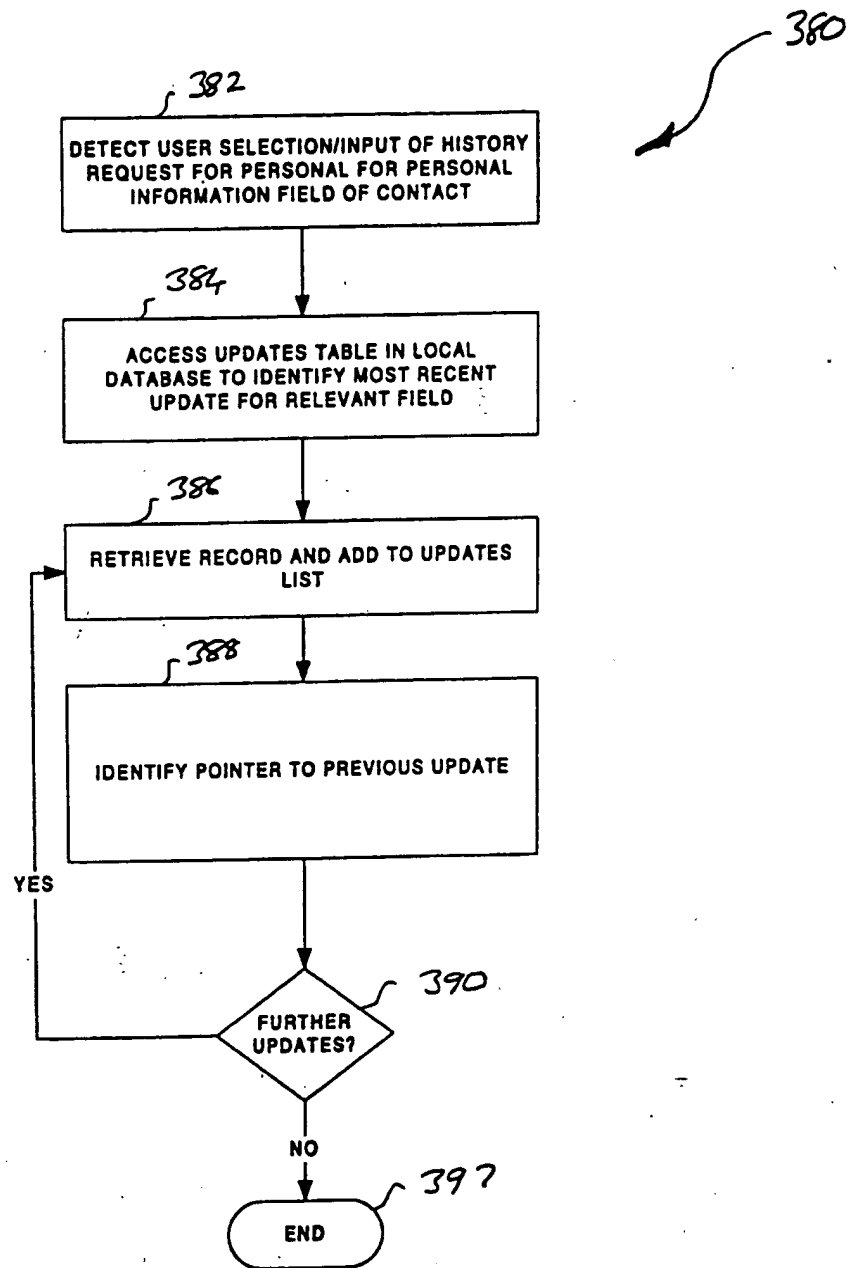 380
382
DETECT USER SELECTION/INPUT OF HISTORY
REQUEST FOR PERSONAL FOR PERSONAL
INFORMATION FIELD OF CONTACT
384
ACCESS UPDATES TABLE IN LOCAL
DATABASE TO IDENTIFY MOST RECENT
UPDATE FOR RELEVANT FIELD
386
RETRIEVE RECORD AND ADD TO UPDATES
LIST
388
IDENTIFY POINTER TO PREVIOUS UPDATE
YES
390
FURTHER
UPDATES?
NO
397
END